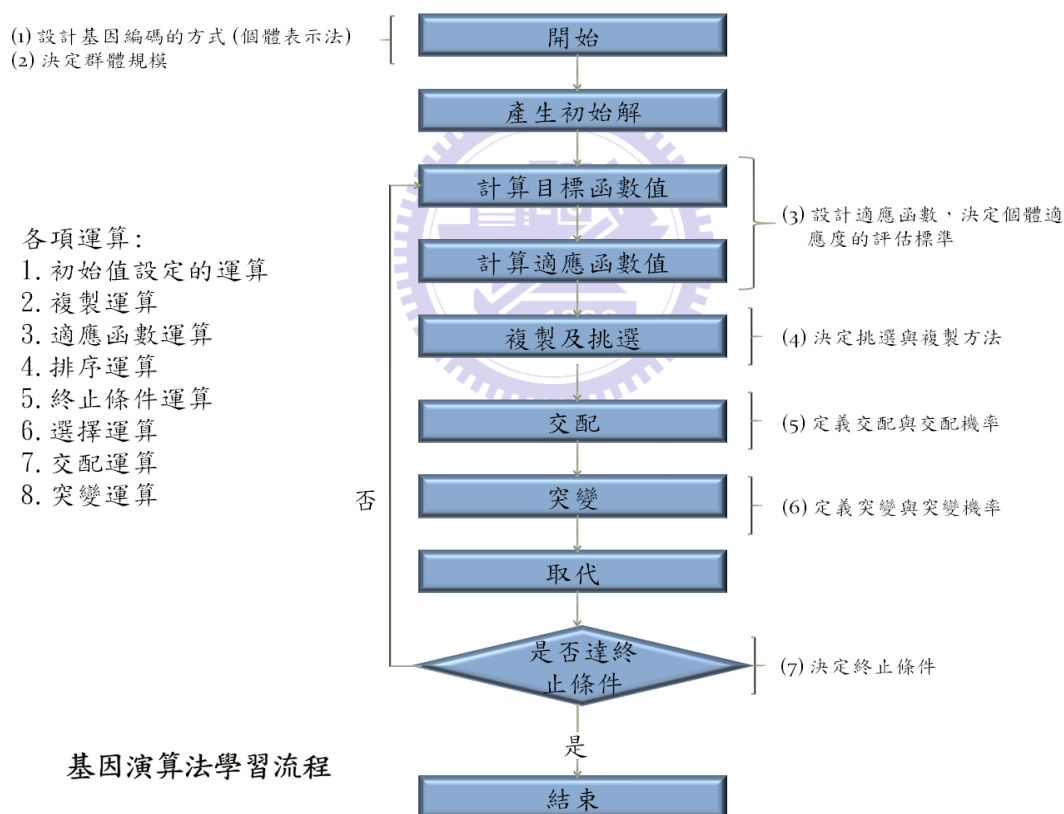 (1) 設計基因編碼的方式 (個體表示法)
(2) 決定群體規模
開始
產生初始解
計算目標函數值
計算適應函數值
(3) 設計適應函數，決定個體適
應度的評估標準
複製及挑選
(4) 決定挑選與複製方法
交配
(5) 定義交配與交配機率
突變
(6) 定義突變與突變機率
取代
是否達終
止條件
(7) 決定終止條件
否
是
結束
各項運算:
1. 初始值設定的運算
2. 複製運算
3. 適應函數運算
4. 排序運算
5. 終止條件運算
6. 選擇運算
7. 交配運算
8. 突變運算
基因演算法學習流程